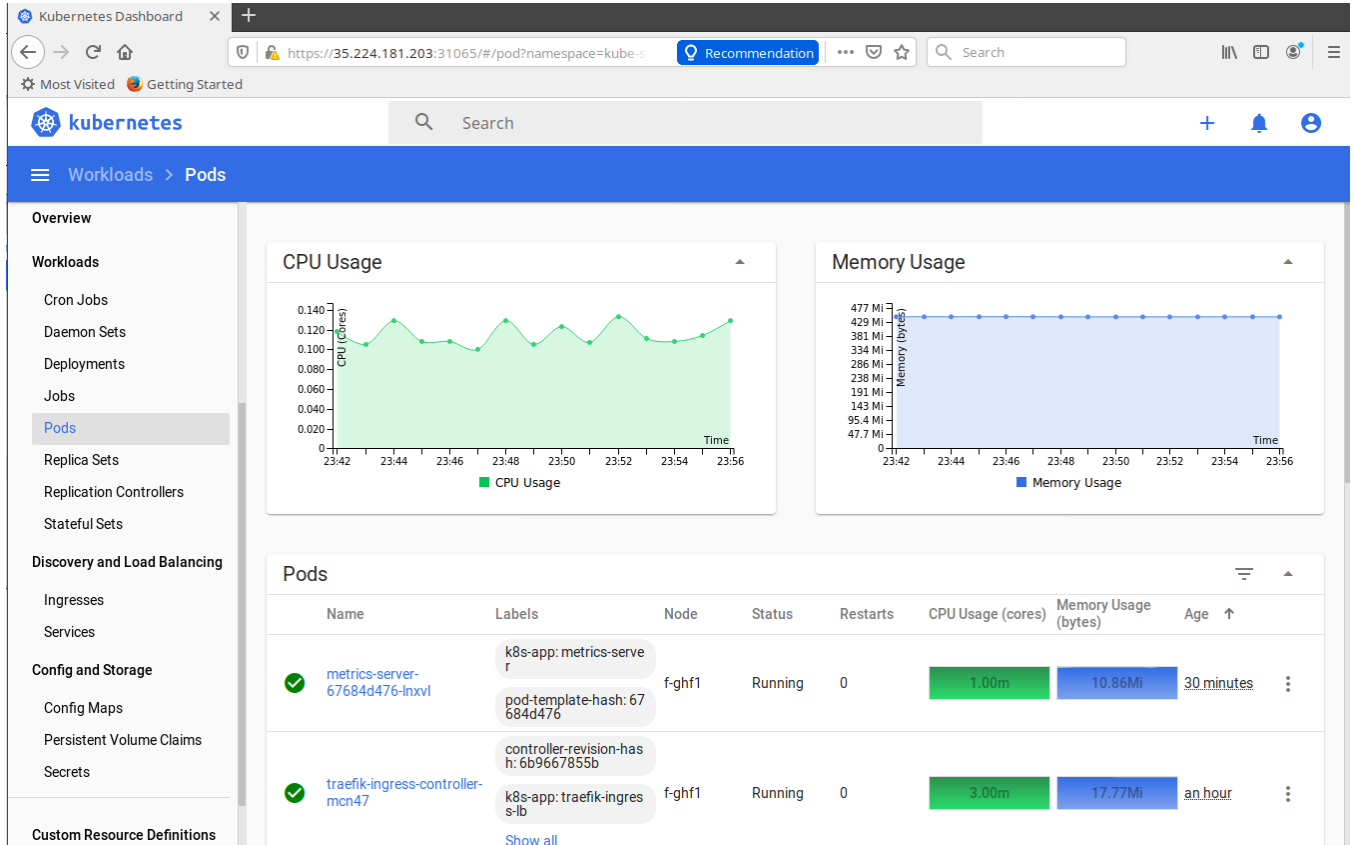 Kubernetes Dashboard
https://35.224.181.203:31065/#/pod?namespace=kube-s
Recommendation
Search
Most Visited
Getting Started
kubernetes
Search
Workloads > Pods
Overview
Workloads
Cron Jobs
Daemon Sets
Deployments
Jobs
Pods
Replica Sets
Replication Controllers
Stateful Sets
Discovery and Load Balancing
Ingresses
Services
Config and Storage
Config Maps
Persistent Volume Claims
Secrets
Custom Resource Definitions
CPU Usage
0.140
0.120
0.100
0.080
0.060
0.040
0.020
0
CPU (Cores)
Time
23:42 23:44 23:46 23:48 23:50 23:52 23:54 23:56
CPU Usage
Memory Usage
477 Mi
429 Mi
381 Mi
334 Mi
286 Mi
238 Mi
191 Mi
143 Mi
95.4 Mi
47.7 Mi
0
Memory (bytes)
Time
23:42 23:44 23:46 23:48 23:50 23:52 23:54 23:56
Memory Usage
Pods
Name Labels Node Status Restarts CPU Usage (cores) Memory Usage
(bytes) Age
metrics-server-
67684d476-lnxvl
k8s-app: metrics-serve
r
pod-template-hash: 67
684d476
f-ghf1
Running
0
1.00m
10.86Mi
30 minutes
traefik-ingress-controller-
mcn47
controller-revision-has
h: 6b9667855b
k8s-app: traefik-ingres
s-lb
Show all
f-ghf1
Running
0
3.00m
17.77Mi
an hour